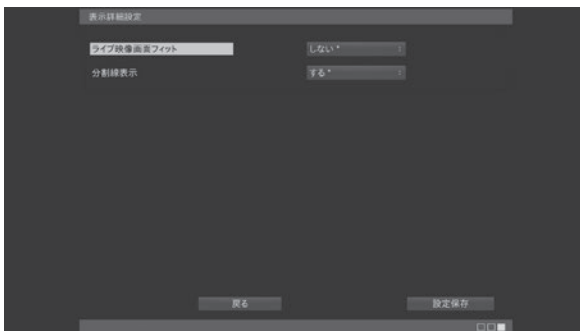 表示詳細設定
ライブ映像画面フィット しない *
分割線表示 する *
戻る 設定保存